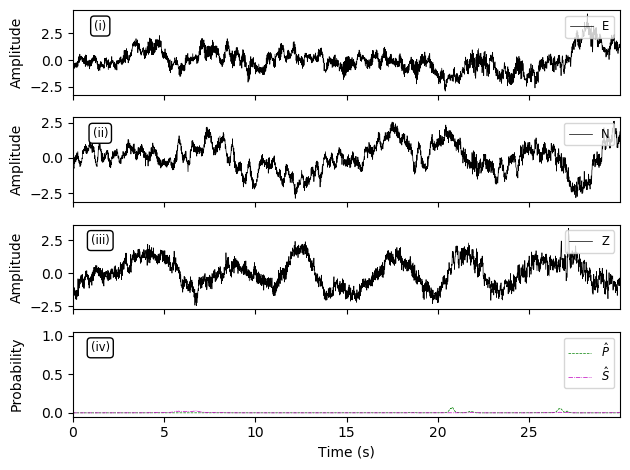 (i)
E
Amplitude
2.5
0.0
−2.5
(ii)
N
Amplitude
2.5
0.0
−2.5
(iii)
Z
Amplitude
2.5
0.0
−2.5
(iv)
P̂
Ŝ
Probability
1.0
0.5
0.0
0 5 10 15 20 25
Time (s)